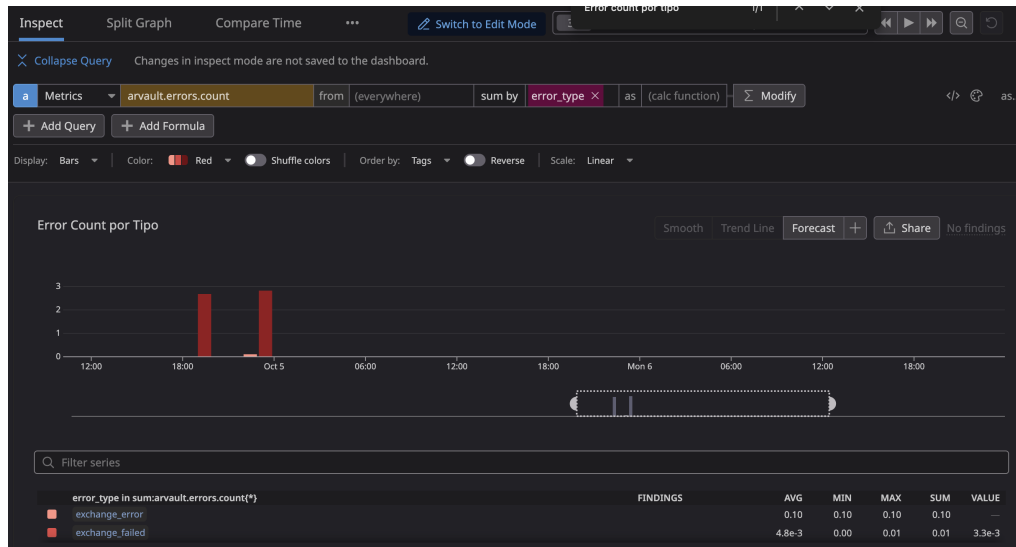 Error count por tipo 1/1
Inspect Split Graph Compare Time ••• Switch to Edit Mode
Collapse Query Changes in inspect mode are not saved to the dashboard.
a Metrics arvault.errors.count from (everywhere) sum by error_type × as (calc function) Σ Modify </> as.
+ Add Query + Add Formula
Display: Bars Color: Red Shuffle colors Order by: Tags Reverse Scale: Linear
Error Count por Tipo Smooth Trend Line Forecast + Share No findings
3
2
1
0
12:00 18:00 Oct 5 06:00 12:00 18:00 Mon 6 06:00 12:00 18:00
Filter series
error_type in sum:arvault.errors.count{*} FINDINGS AVG MIN MAX SUM VALUE
exchange_error 0.10 0.10 0.10 0.10 —
exchange_failed 4.8e-3 0.00 0.01 0.01 3.3e-3